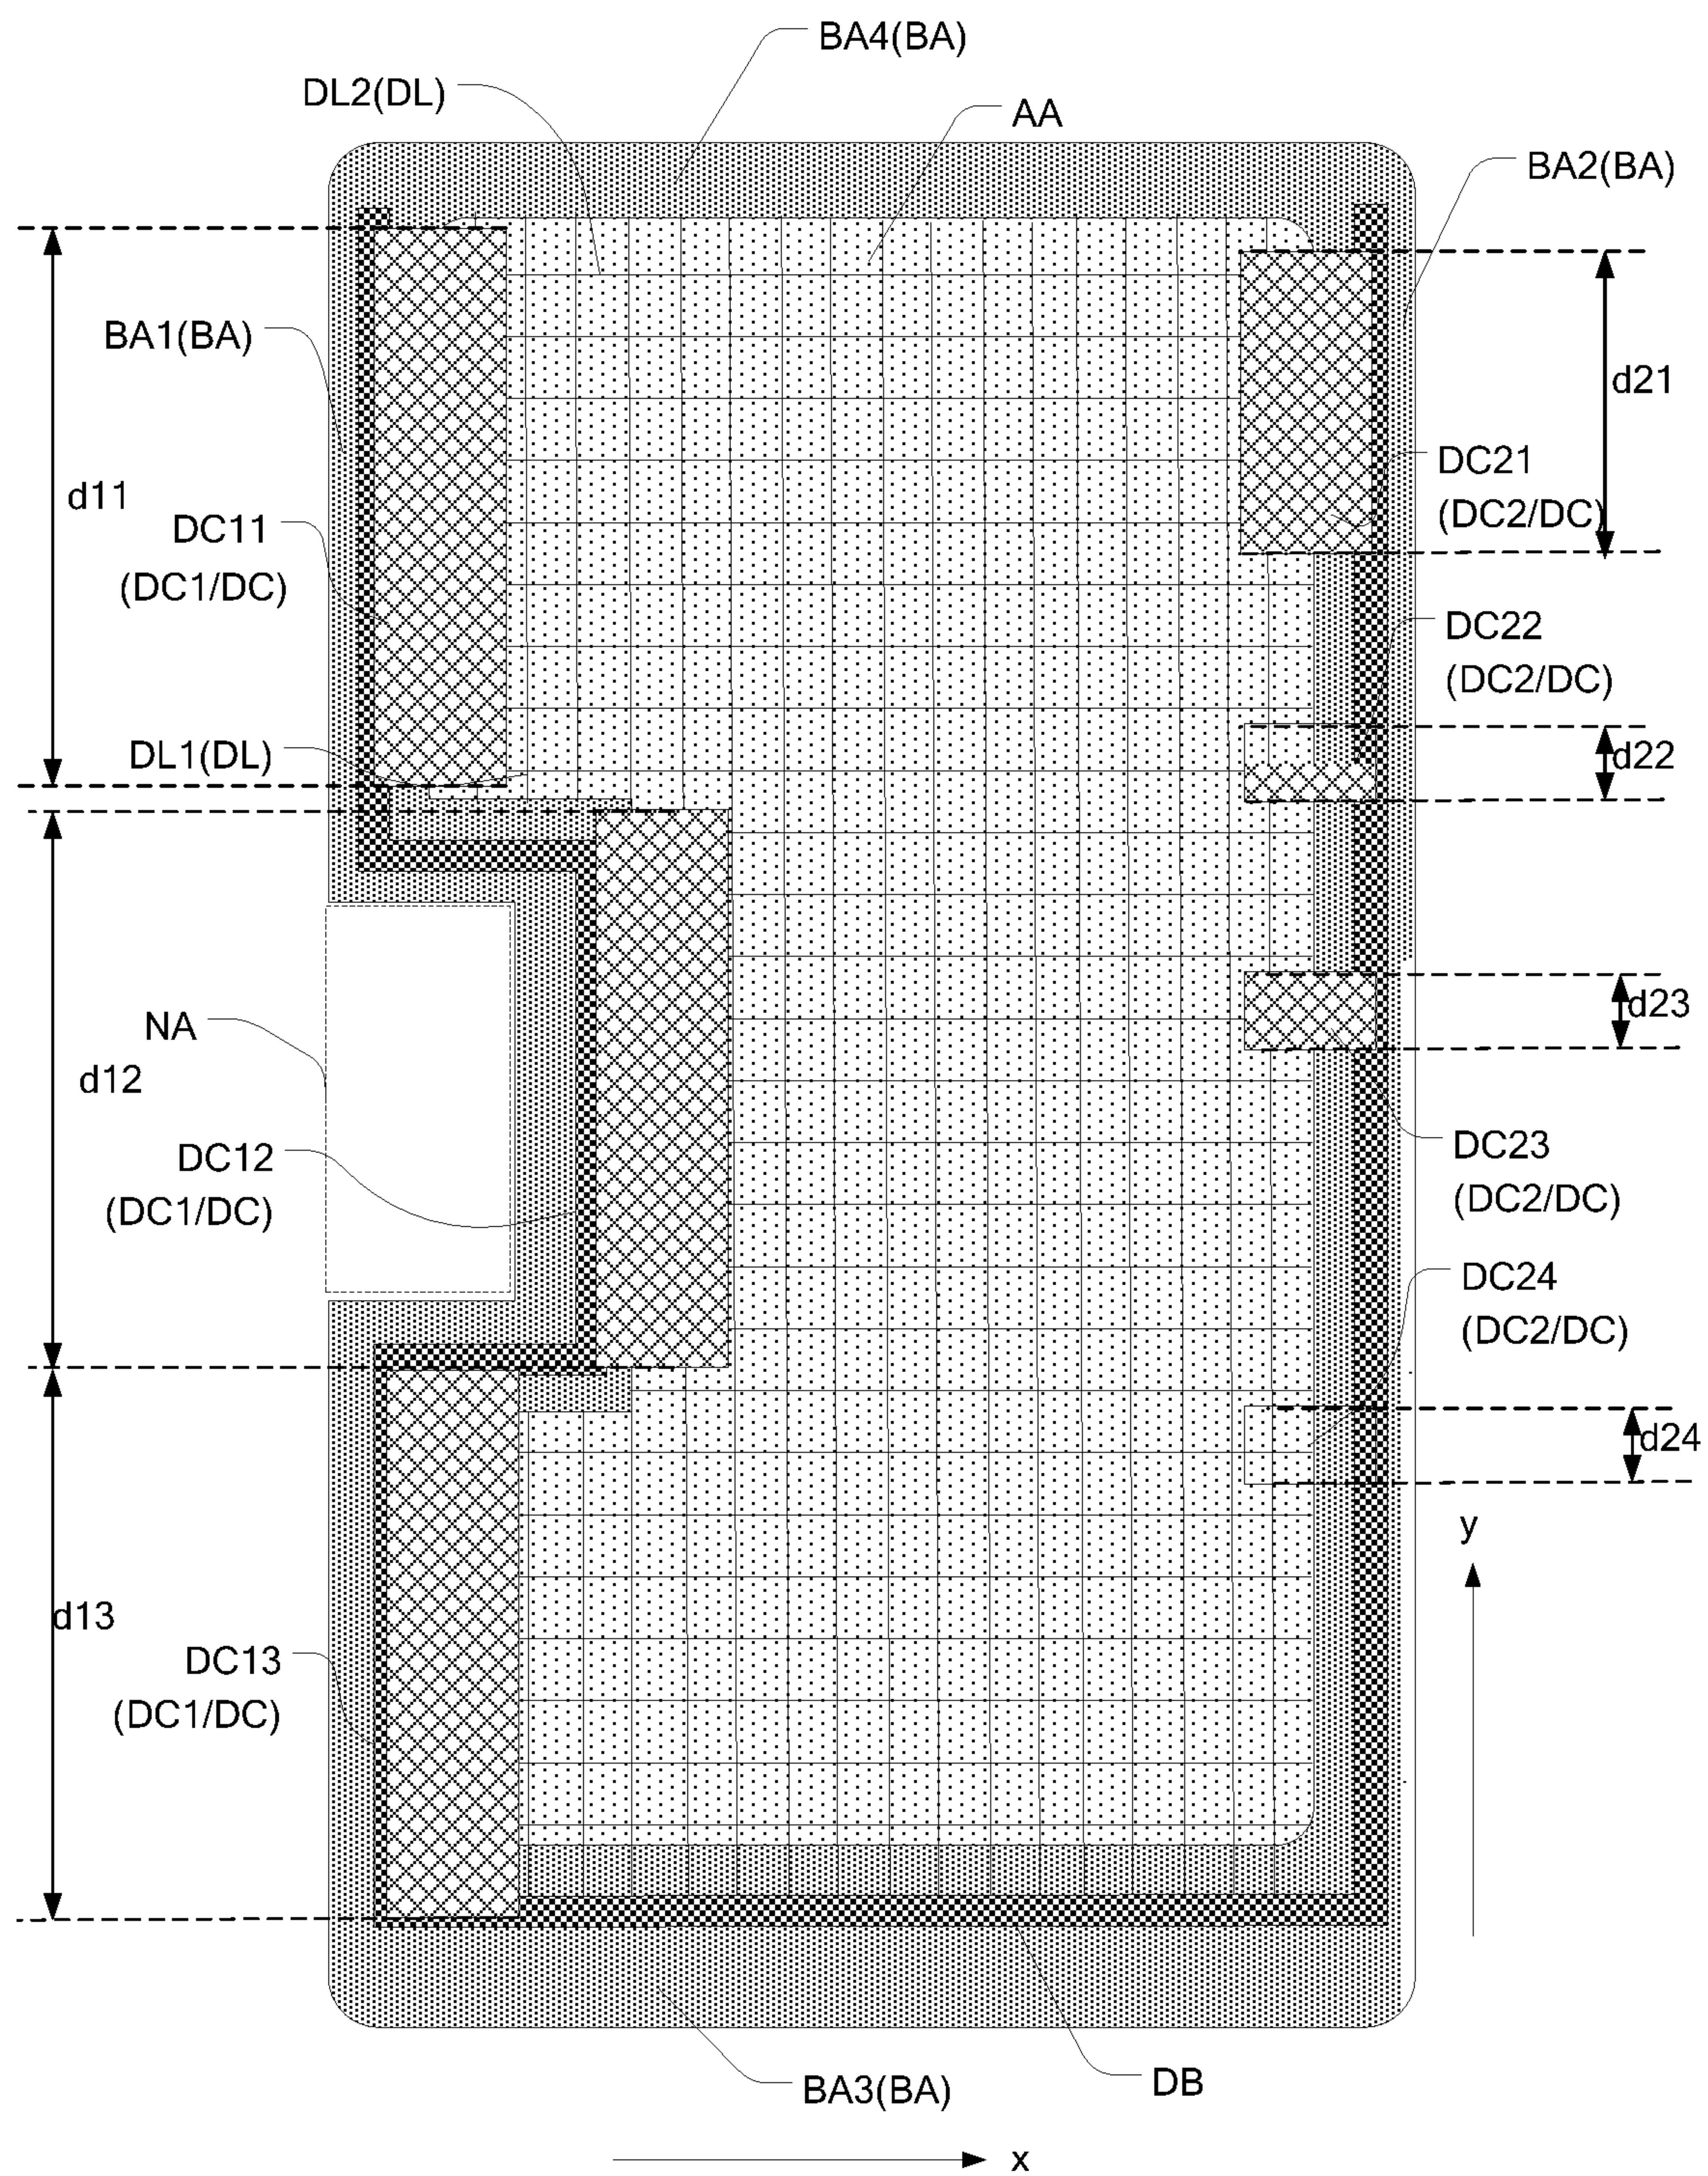 BA4(BA)
DL2(DL)
AA
BA2(BA)
BA1(BA)
d21
DC21
(DC2/DC)
d11
DC11
(DC1/DC)
DC22
(DC2/DC)
DL1(DL)
d22
d23
NA
d12
DC12
(DC1/DC)
DC23
(DC2/DC)
DC24
(DC2/DC)
d24
y
d13
DC13
(DC1/DC)
BA3(BA)
DB
x